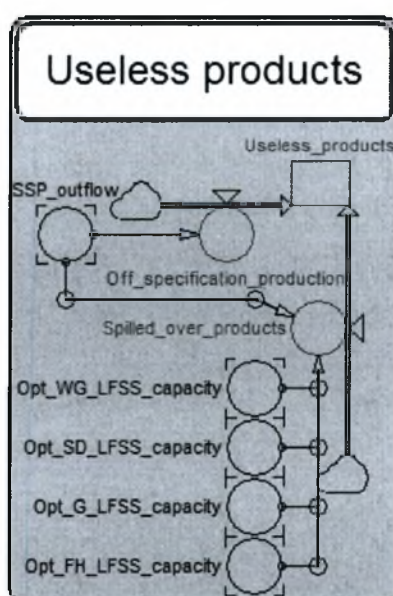 Useless products
Useless_products
SSP_outflow
Off_specification_production
Spilled_over_products
Opt_WG_LFSS_capacity
Opt_SD_LFSS_capacity
Opt_G_LFSS_capacity
Opt_FH_LFSS_capacity